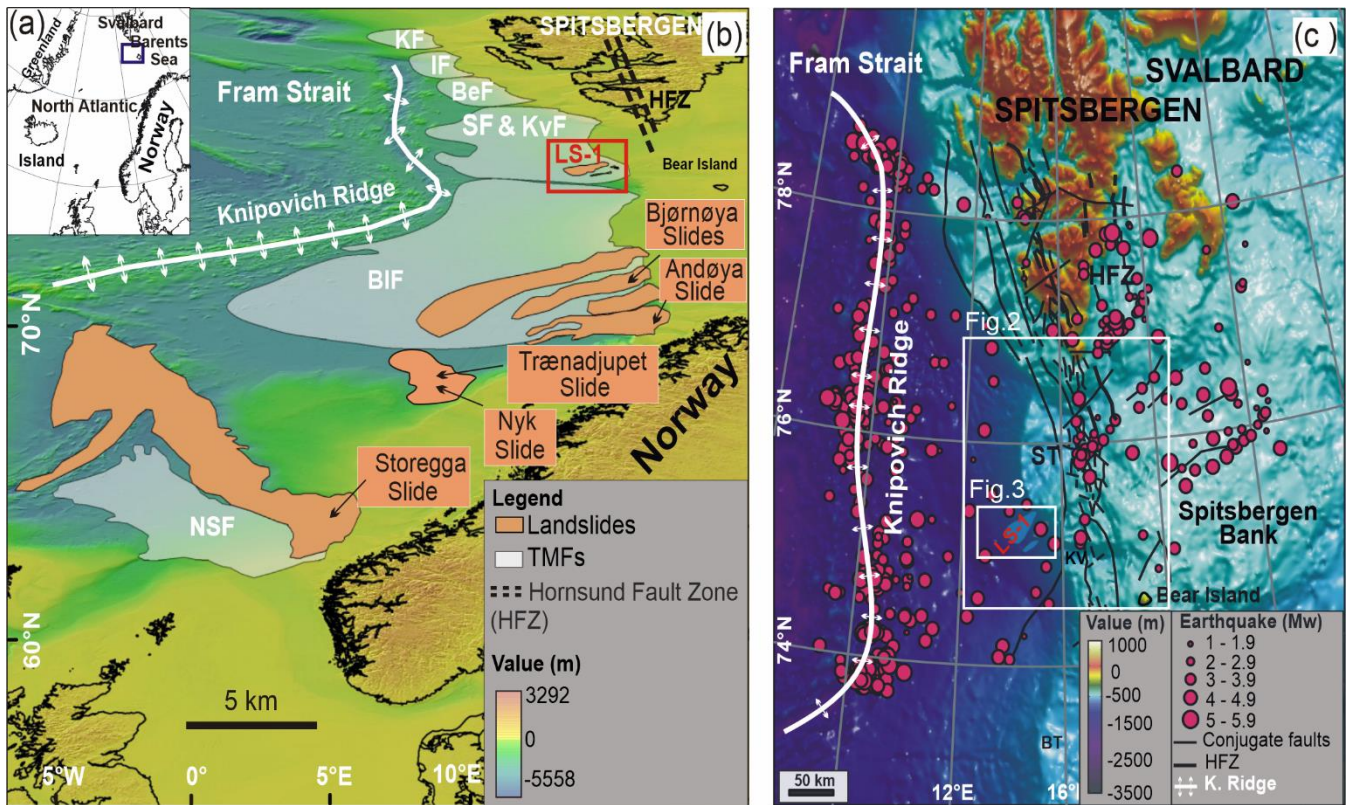 (a)
Svalbard
Greenland
Barents
Sea
North Atlantic
Island
Norway
(b)
SPITSBERGEN
KF
IF
BeF
Fram Strait
HFZ
SF & KvF
LS-1
Bear Island
Knipovich Ridge
Bjørnøya
Slides
BIF
Andøya
Slide
70°N
Trænadjupet
Slide
Nyk
Slide
Norway
Storegga
Slide
NSF
Legend
Landslides
TMFs
Hornsund Fault Zone
(HFZ)
Value (m)
3292
0
-5558
60°N
5 km
5°W
0°
5°E
10°E
(c)
Fram Strait
SVALBARD
SPITSBERGEN
78°N
HFZ
Fig.2
Knipovich Ridge
76°N
ST
Fig.3
LS-1
Spitsbergen
Bank
KV
Bear Island
74°N
BT
50 km
12°E
16°
Value (m)
1000
0
-500
-1500
-2500
-3500
Earthquake (Mw)
1 - 1.9
2 - 2.9
3 - 3.9
4 - 4.9
5 - 5.9
Conjugate faults
HFZ
K. Ridge